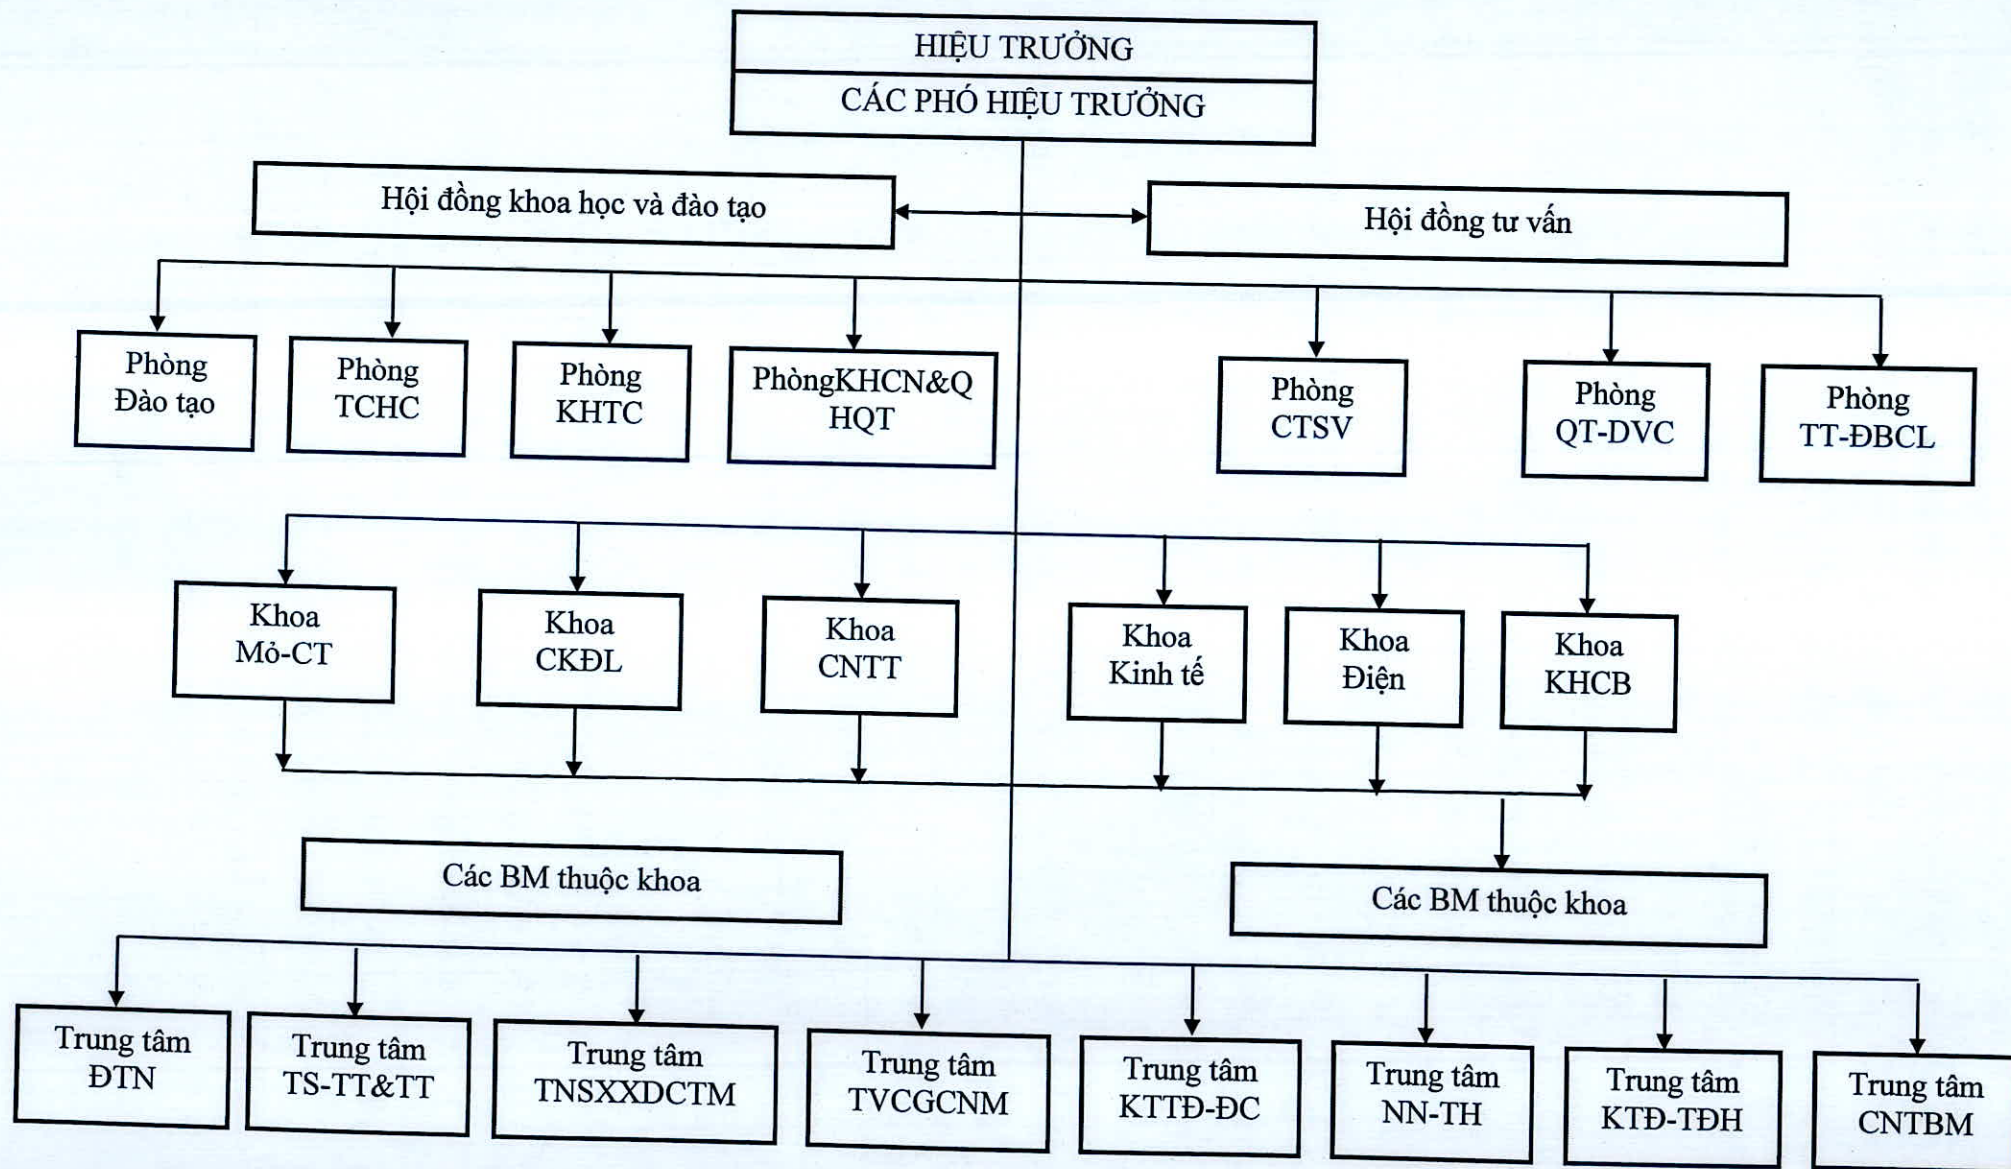 HIỆU TRƯỞNG
CÁC PHÓ HIỆU TRƯỞNG
Hội đồng khoa học và đào tạo
Hội đồng tư vấn
Phòng
Đào tạo
Phòng
TCHC
Phòng
KHTC
PhòngKHCN&Q
HQT
Phòng
CTSV
Phòng
QT-DVC
Phòng
TT-ĐBCL
Khoa
Mỏ-CT
Khoa
CKĐL
Khoa
CNTT
Khoa
Kinh tế
Khoa
Điện
Khoa
KHCB
Các BM thuộc khoa
Các BM thuộc khoa
Trung tâm
ĐTN
Trung tâm
TS-TT&TT
Trung tâm
TNSXXDCTM
Trung tâm
TVCGCNM
Trung tâm
KTTĐ-ĐC
Trung tâm
NN-TH
Trung tâm
KTĐ-TĐH
Trung tâm
CNTBM